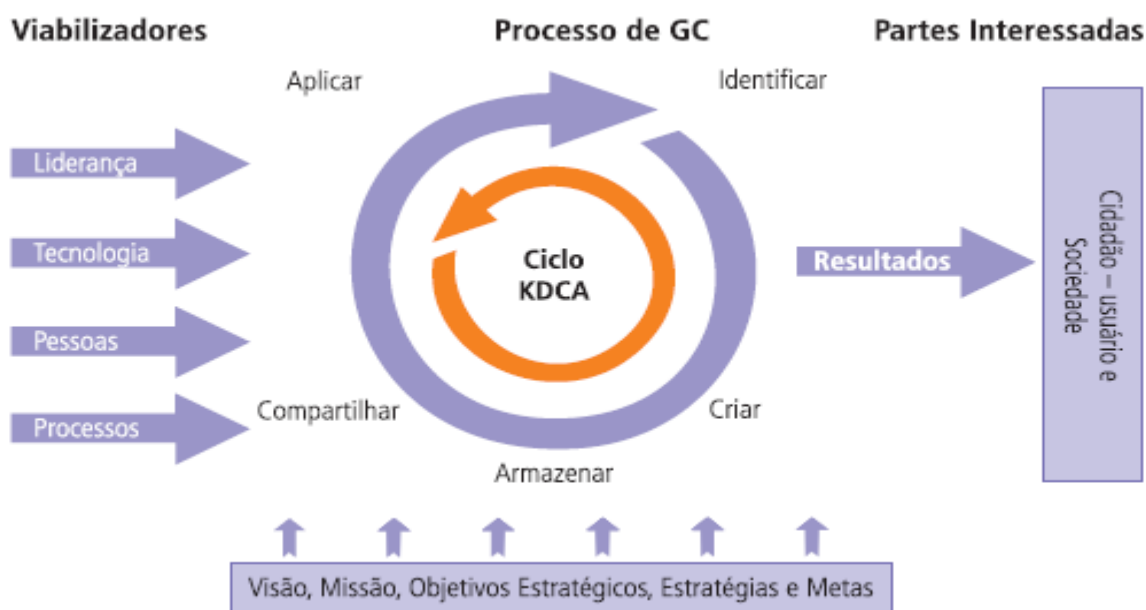 Viabilizadores
Processo de GC
Partes Interessadas
Aplicar
Identificar
Liderança
Tecnologia
Pessoas
Processos
Ciclo
KDCA
Compartilhar
Criar
Armazenar
Resultados
Cidadão – usuário e
Sociedade
Visão, Missão, Objetivos Estratégicos, Estratégias e Metas